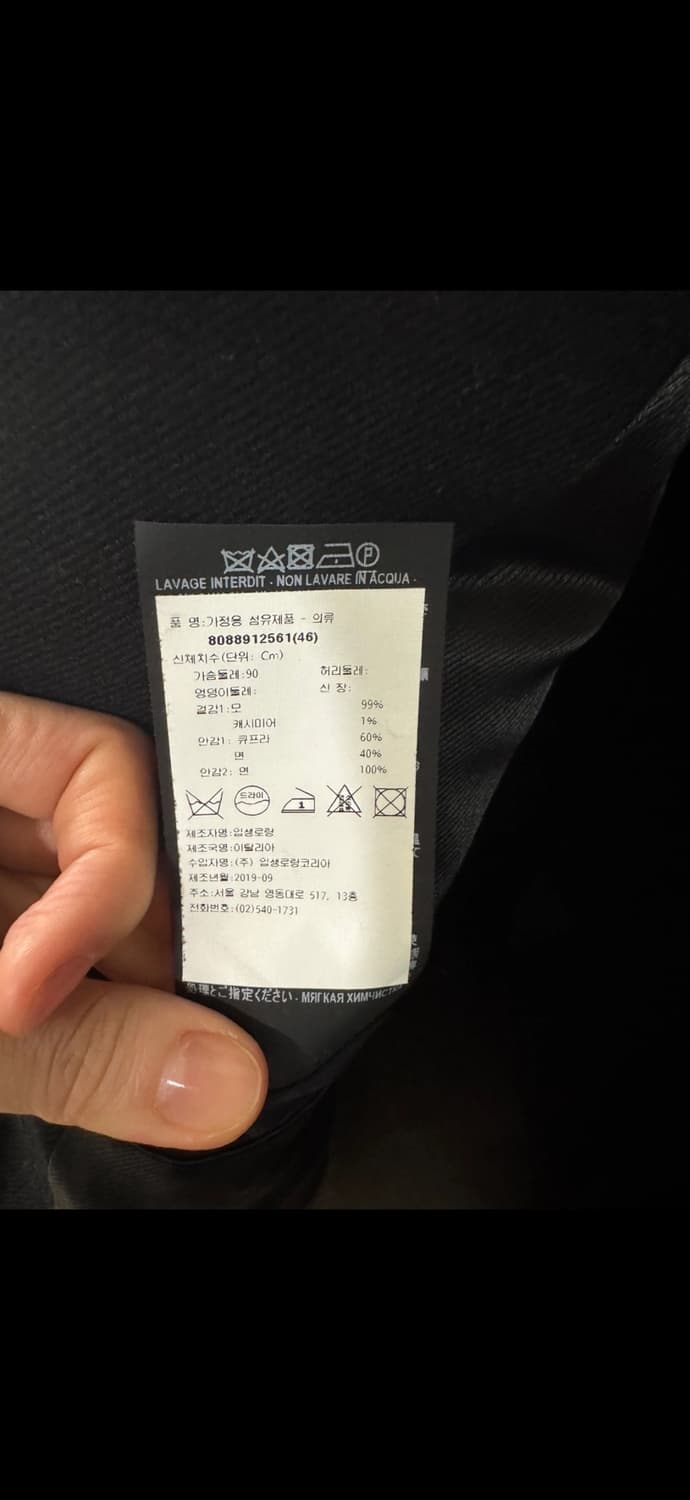 LAVAGE INTERDIT · NON LAVARE IN ACQUA ·
품 명:가정용 섬유제품 - 의류
8088912561(46)
신체치수(단위: Cm)
가슴둘레:90 허리둘레:
엉덩이둘레: 신 장:
겉감1:모 99%
캐시미어 1%
안감1: 큐프라 60%
면 40%
안감2: 면 100%
드라이
1
제조자명:입생로랑
제조국명:이탈리아
수입자명:(주) 입생로랑코리아
제조년월:2019-09
주소:서울 강남 영동대로 517, 13층
전화번호:(02)540-1731
処理とご指定ください · МЯГКАЯ ХИМЧИСТКА